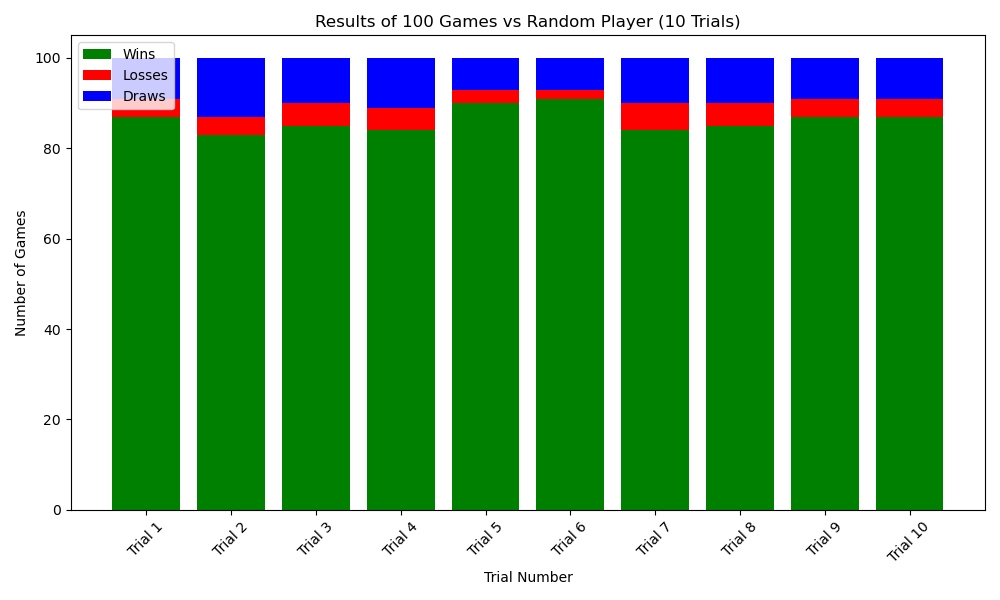 Results of 100 Games vs Random Player (10 Trials)
Wins
Losses
Draws
Number of Games
100
80
60
40
20
0
Trial 1
Trial 2
Trial 3
Trial 4
Trial 5
Trial 6
Trial 7
Trial 8
Trial 9
Trial 10
Trial Number